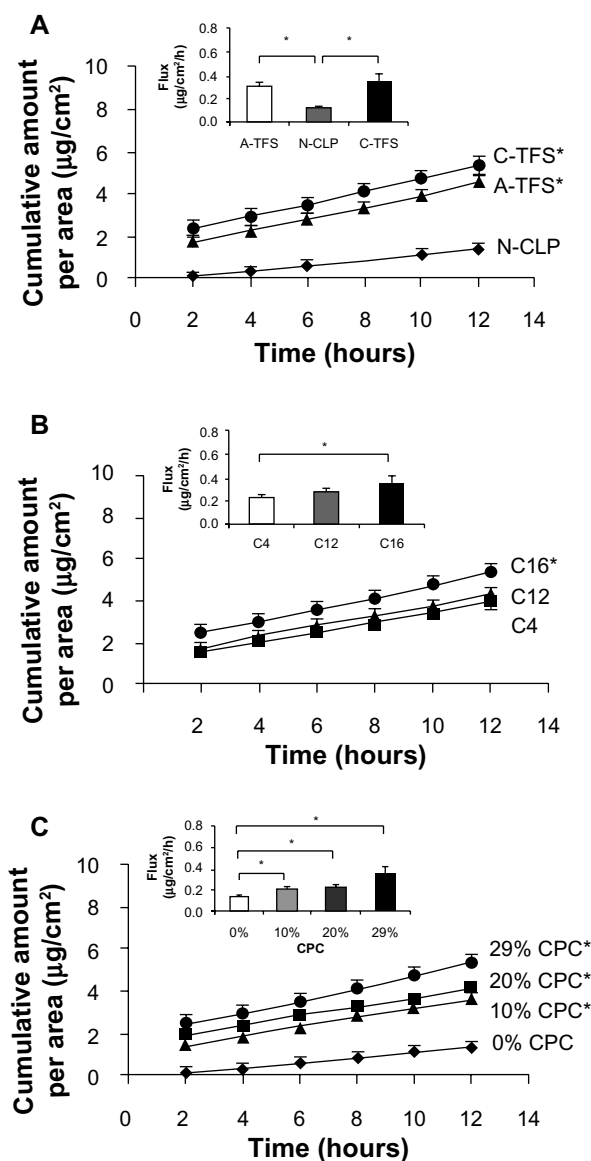 A
Flux
(µg/cm²/h)
0.8
0.6
0.4
0.2
0.0
*
*
A-TFS
N-CLP
C-TFS
Cumulative amount
per area (µg/cm²)
10
8
6
4
2
0
C-TFS*
A-TFS*
N-CLP
0
2
4
6
8
10
12
14
Time (hours)
B
Flux
(µg/cm²/h)
0.8
0.6
0.4
0.2
0.0
*
C4
C12
C16
Cumulative amount
per area (µg/cm²)
10
8
6
4
2
0
C16*
C12
C4
2
4
6
8
10
12
14
Time (hours)
C
Flux
(µg/cm²/h)
0.8
0.6
0.4
0.2
0.0
*
*
*
0%
10%
20%
29%
CPC
Cumulative amount
per area (µg/cm²)
10
8
6
4
2
0
29% CPC*
20% CPC*
10% CPC*
0% CPC
0
2
4
6
8
10
12
14
Time (hours)